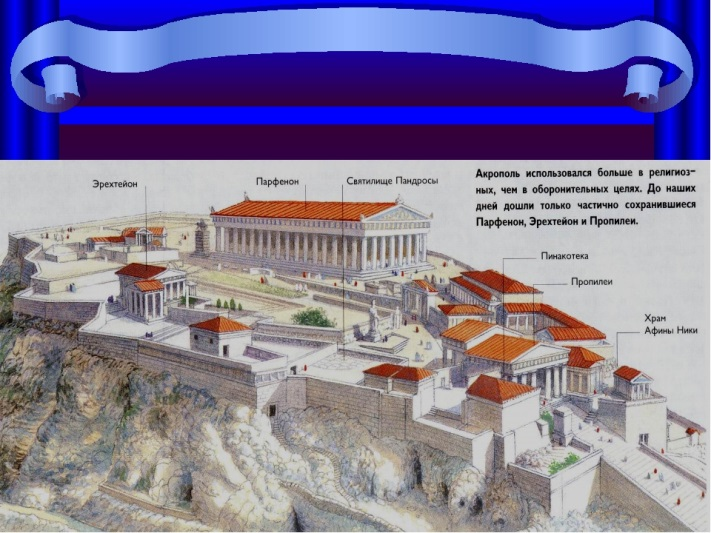 Акрополь использовался больше в религиоз-
ных, чем в оборонительных целях. До наших
дней дошли только частично сохранившиеся
Парфенон, Эрехтейон и Пропилеи.
Эрехтейон
Парфенон
Святилище Пандросы
Пинакотека
Пропилеи
Храм
Афины Ники